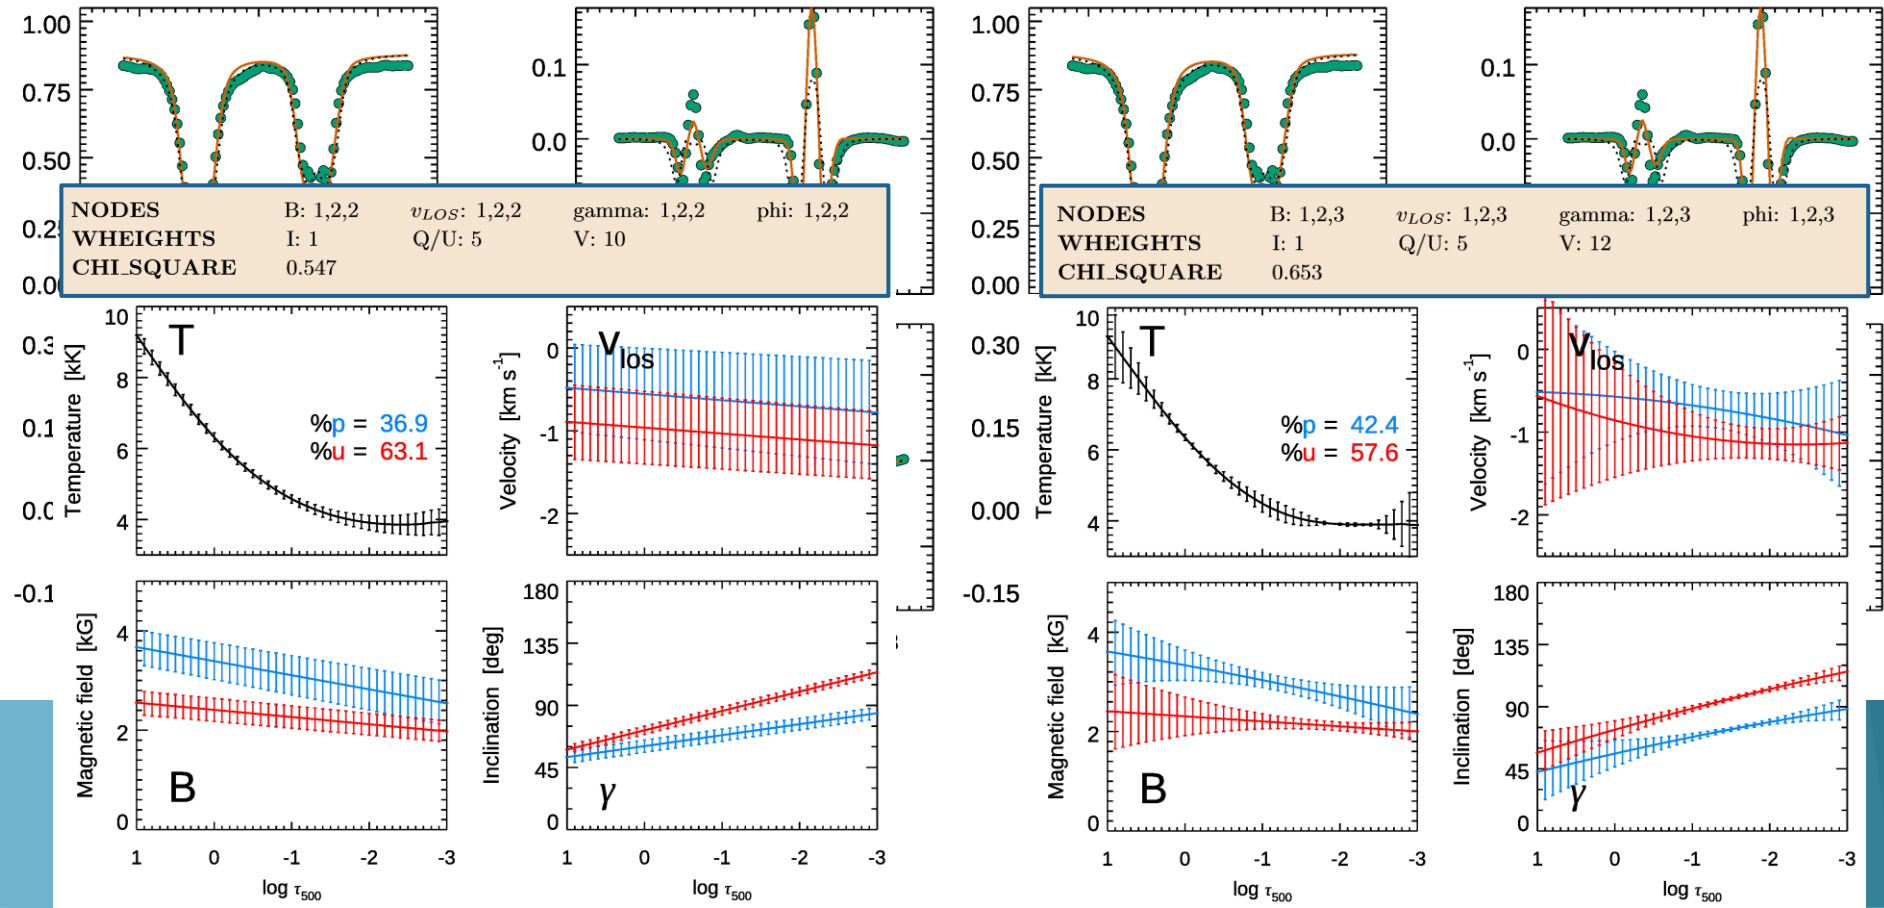 1.00
0.75
0.50
0.25
0.00
0.1
0.0
NODES B: 1,2,2 vLOS: 1,2,2 gamma: 1,2,2 phi: 1,2,2
WHEIGHTS I: 1 Q/U: 5 V: 10
CHI_SQUARE 0.547
10
8
6
4
Temperature [kK]
T
%p = 36.9
%u = 63.1
0
-1
-2
Velocity [km s-1]
Vlos
4
2
0
Magnetic field [kG]
B
1 0 -1 -2 -3
log τ500
180
135
90
45
0
Inclination [deg]
γ
1 0 -1 -2 -3
log τ500
1.00
0.75
0.50
0.25
0.00
0.1
0.0
NODES B: 1,2,3 vLOS: 1,2,3 gamma: 1,2,3 phi: 1,2,3
WHEIGHTS I: 1 Q/U: 5 V: 12
CHI_SQUARE 0.653
0.30
0.15
0.00
-0.15
10
8
6
4
Temperature [kK]
T
%p = 42.4
%u = 57.6
0
-1
-2
Velocity [km s-1]
Vlos
4
2
0
Magnetic field [kG]
B
1 0 -1 -2 -3
log τ500
180
135
90
45
0
Inclination [deg]
γ
1 0 -1 -2 -3
log τ500